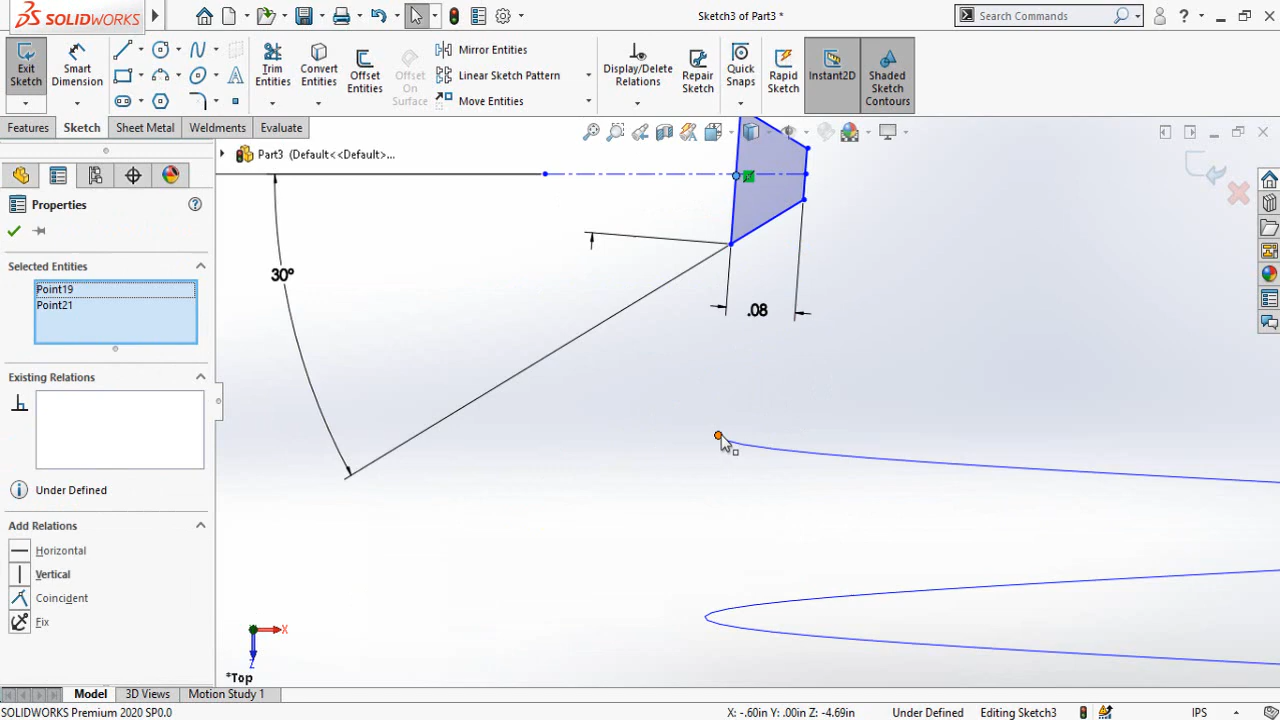 SOLIDWORKS
Sketch3 of Part3 *
Search Commands
?
Exit Sketch
Smart Dimension
Trim Entities
Convert Entities
Offset Entities
Offset On Surface
Mirror Entities
Linear Sketch Pattern
Move Entities
Display/Delete Relations
Repair Sketch
Quick Snaps
Rapid Sketch
Instant2D
Shaded Sketch Contours
Features
Sketch
Sheet Metal
Weldments
Evaluate
Part3 (Default<<Default>...
Properties
?
Selected Entities
Point19
Point21
Existing Relations
Under Defined
Add Relations
Horizontal
Vertical
Coincident
Fix
30°
.08
X
Z
*Top
Model
3D Views
Motion Study 1
SOLIDWORKS Premium 2020 SP0.0
X: -.60in Y: .00in Z: -4.69in
Under Defined
Editing Sketch3
IPS